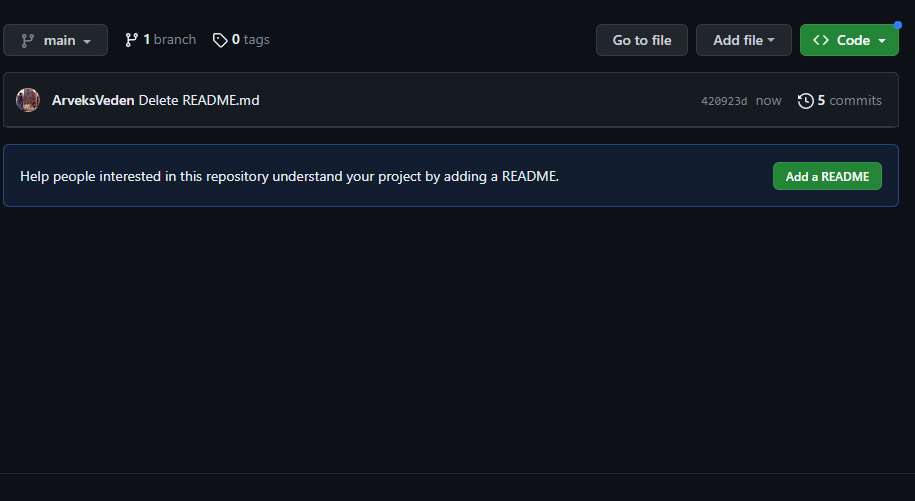 main 1 branch 0 tags Go to file Add file Code
ArveksVeden Delete README.md 420923d now 5 commits
Help people interested in this repository understand your project by adding a README. Add a README